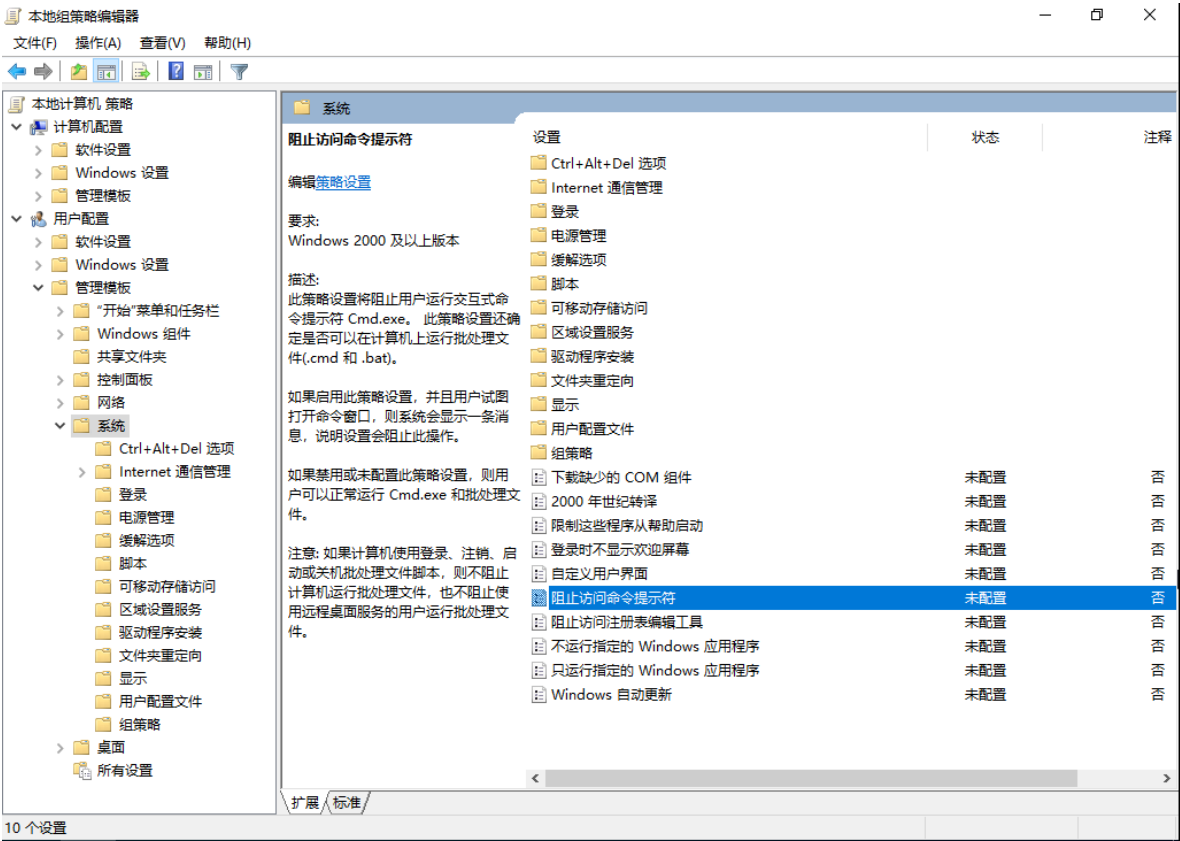 本地组策略编辑器
文件(F) 操作(A) 查看(V) 帮助(H)
本地计算机 策略
计算机配置
软件设置
Windows 设置
管理模板
用户配置
软件设置
Windows 设置
管理模板
"开始"菜单和任务栏
Windows 组件
共享文件夹
控制面板
网络
系统
Ctrl+Alt+Del 选项
Internet 通信管理
登录
电源管理
缓解选项
脚本
可移动存储访问
区域设置服务
驱动程序安装
文件夹重定向
显示
用户配置文件
组策略
桌面
所有设置
系统
阻止访问命令提示符
编辑策略设置
要求:
Windows 2000 及以上版本
描述:
此策略设置将阻止用户运行交互式命
令提示符 Cmd.exe。 此策略设置还确
定是否可以在计算机上运行批处理文
件(.cmd 和 .bat)。
如果启用此策略设置，并且用户试图
打开命令窗口，则系统会显示一条消
息，说明设置会阻止此操作。
如果禁用或未配置此策略设置，则用
户可以正常运行 Cmd.exe 和批处理文
件。
注意: 如果计算机使用登录、注销、启
动或关机批处理文件脚本，则不阻止
计算机运行批处理文件，也不阻止使
用远程桌面服务的用户运行批处理文
件。
设置 状态 注释
Ctrl+Alt+Del 选项
Internet 通信管理
登录
电源管理
缓解选项
脚本
可移动存储访问
区域设置服务
驱动程序安装
文件夹重定向
显示
用户配置文件
组策略
下载缺少的 COM 组件 未配置 否
2000 年世纪转译 未配置 否
限制这些程序从帮助启动 未配置 否
登录时不显示欢迎屏幕 未配置 否
自定义用户界面 未配置 否
阻止访问命令提示符 未配置 否
阻止访问注册表编辑工具 未配置 否
不运行指定的 Windows 应用程序 未配置 否
只运行指定的 Windows 应用程序 未配置 否
Windows 自动更新 未配置 否
扩展 标准
10 个设置